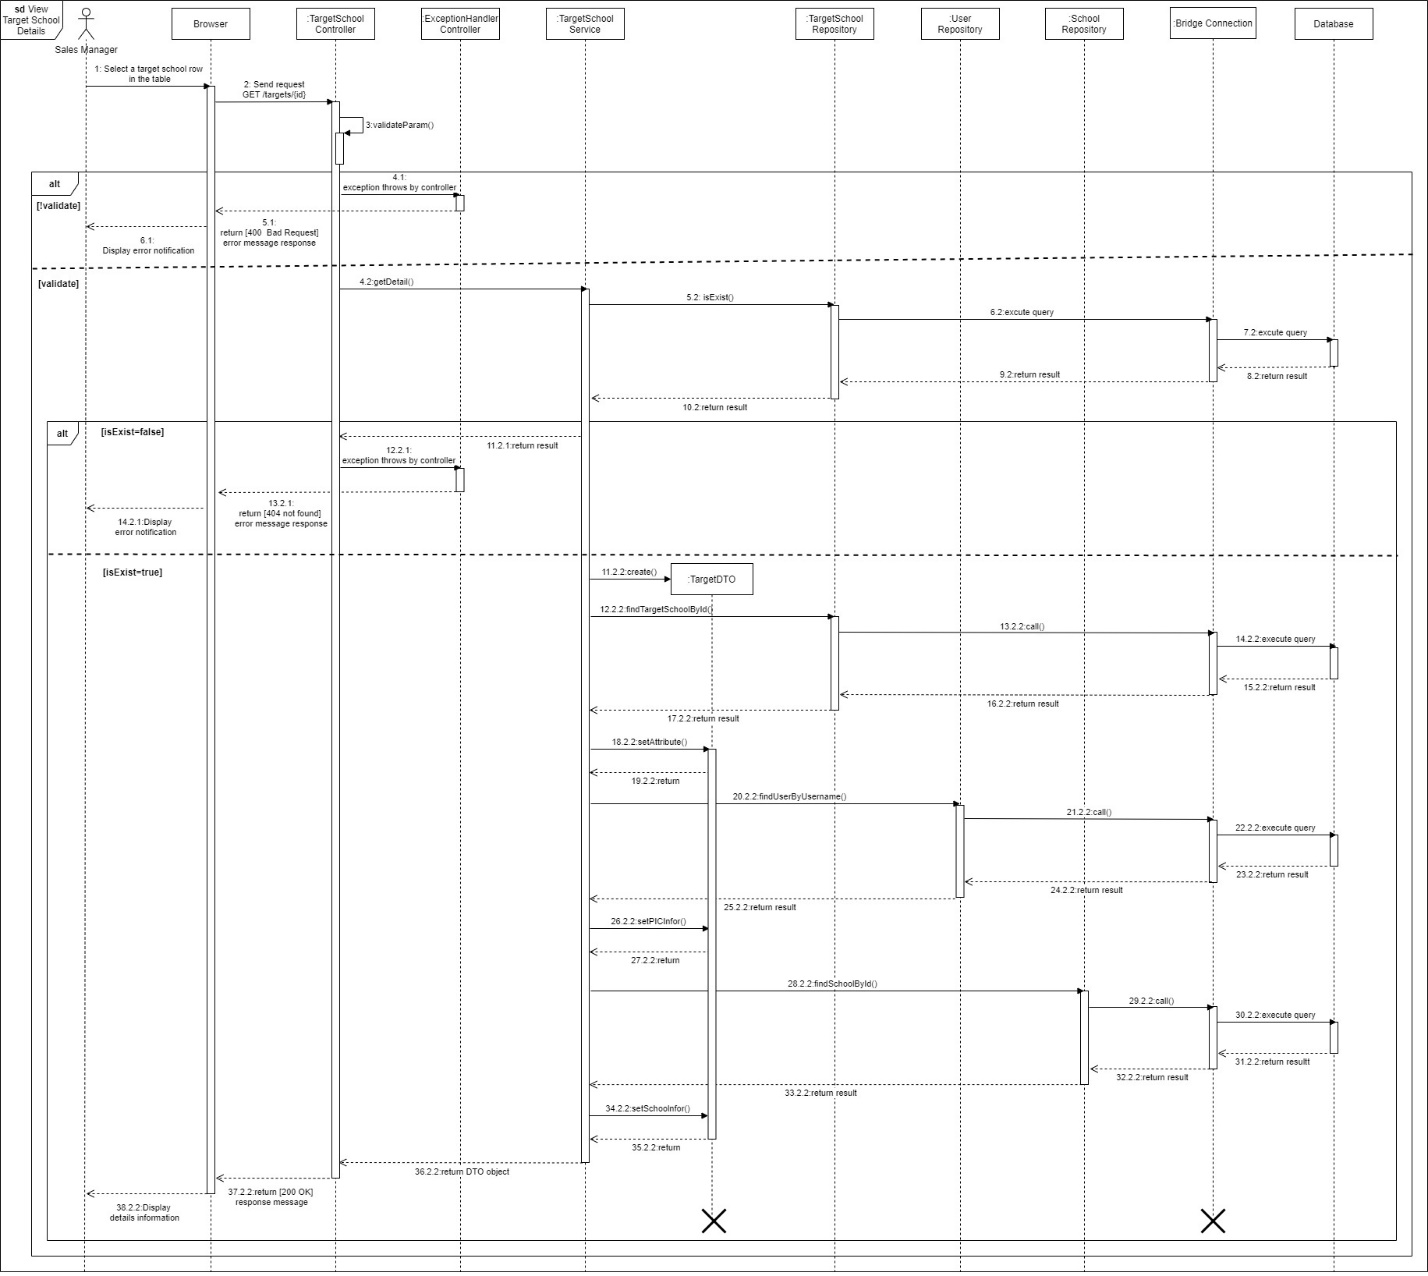 sd View
Target School
Details
Sales Manager
Browser
:TargetSchool
Controller
:ExceptionHandler
Controller
:TargetSchool
Service
:TargetSchool
Repository
:User
Repository
:School
Repository
:Bridge Connection
Database
1: Select a target school row
in the table
2: Send request
GET /targets/{id}
3:validateParam()
alt
[!validate]
4.1:
exception throws by controller
5.1:
return [400 Bad Request]
error message response
6.1:
Display error notification
[validate]
4.2:getDetail()
5.2: isExist()
6.2:excute query
7.2:excute query
8.2:return result
9.2:return result
10.2:return result
alt
[isExist=false]
11.2.1:return result
12.2.1:
exception throws by controller
13.2.1:
return [404 not found]
error message response
14.2.1:Display
error notification
[isExist=true]
11.2.2:create()
:TargetDTO
12.2.2:findTargetSchoolById()
13.2.2:call()
14.2.2:execute query
15.2.2:return result
16.2.2:return result
17.2.2:return result
18.2.2:setAttribute()
19.2.2:return
20.2.2:findUserByUsername()
21.2.2:call()
22.2.2:execute query
23.2.2:return result
24.2.2:return result
25.2.2:return result
26.2.2:setPICInfor()
27.2.2:return
28.2.2:findSchoolById()
29.2.2:call()
30.2.2:execute query
31.2.2:return resultt
32.2.2:return result
33.2.2:return result
34.2.2:setSchoolnfor()
35.2.2:return
36.2.2:return DTO object
37.2.2:return [200 OK]
response message
38.2.2:Display
details information